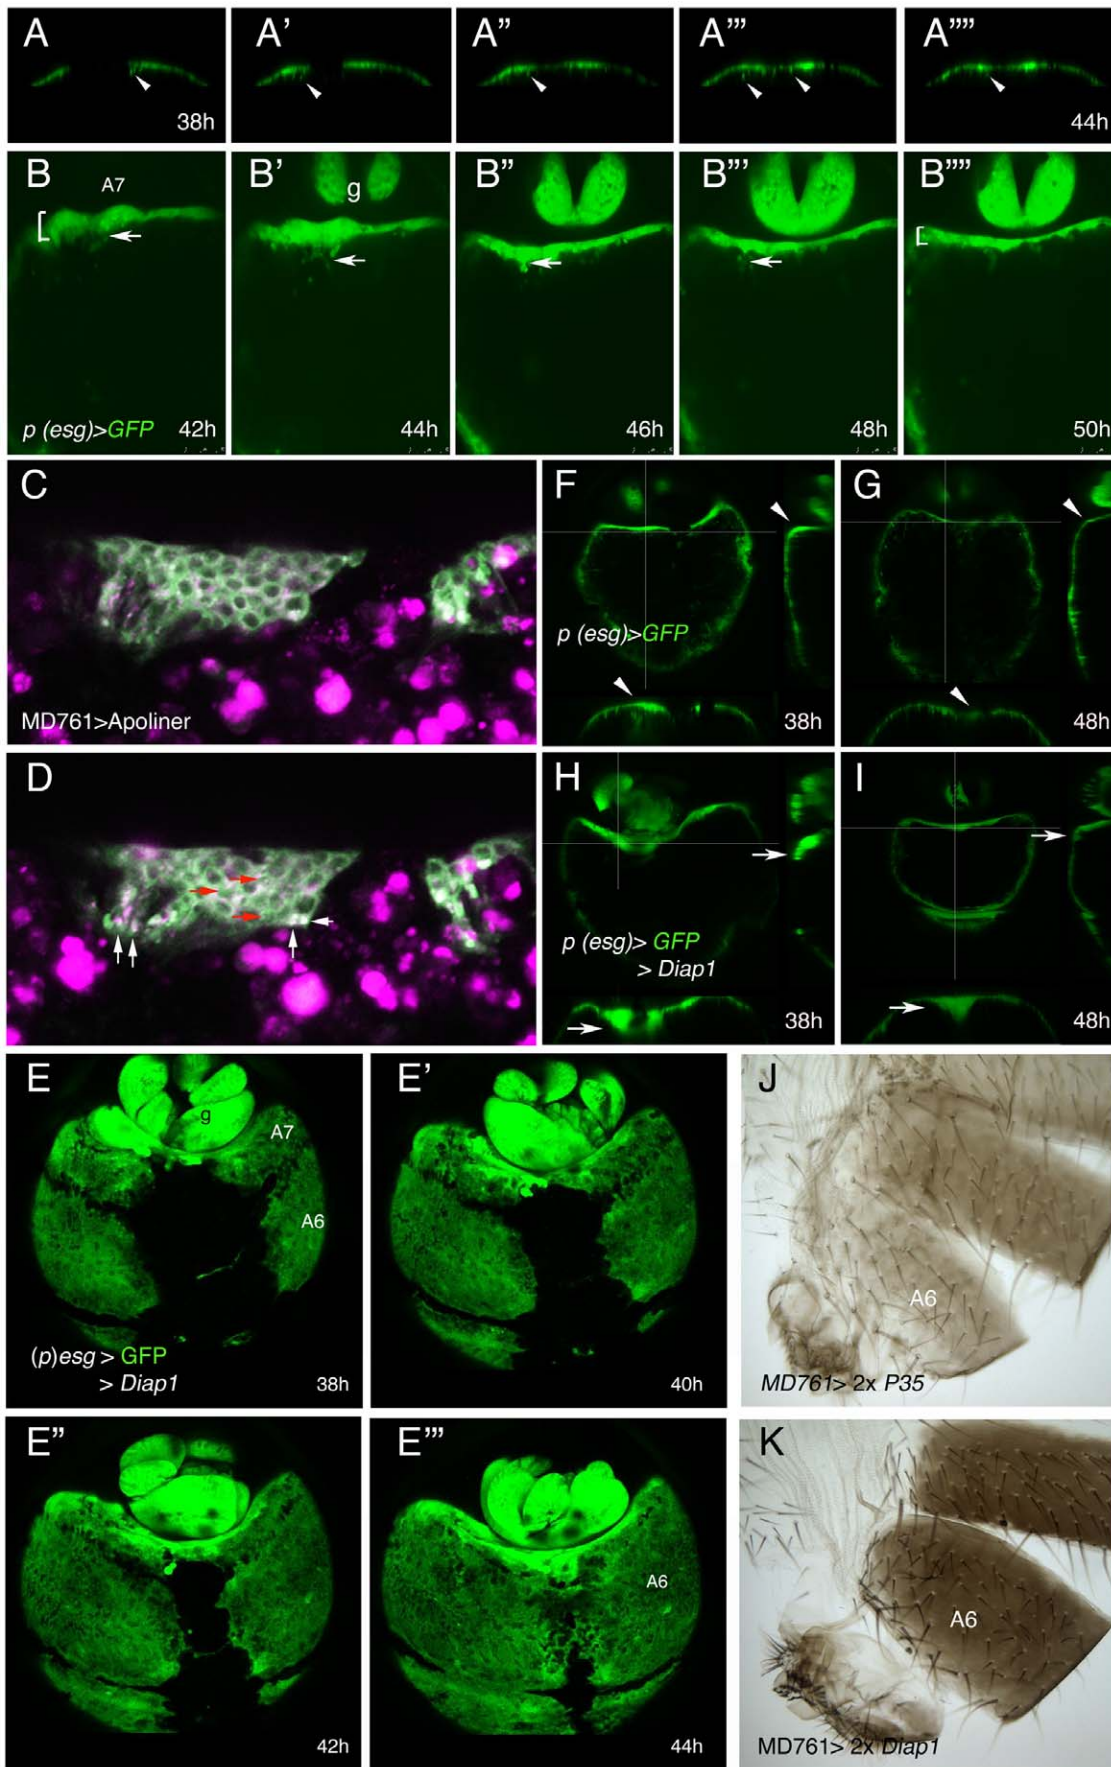 A
A'
A''
A'''
A''''
38h
44h
B
B'
B''
B'''
B''''
A7
g
p (esg)>GFP
42h
44h
46h
48h
50h
C
MD761>Apoliner
F
p (esg)>GFP
38h
G
48h
D
H
p (esg)> GFP
> Diap1
38h
I
48h
E
g
A7
A6
(p)esg > GFP
> Diap1
38h
E'
40h
J
A6
MD761> 2x P35
E''
42h
E'''
A6
44h
K
A6
MD761> 2x Diap1